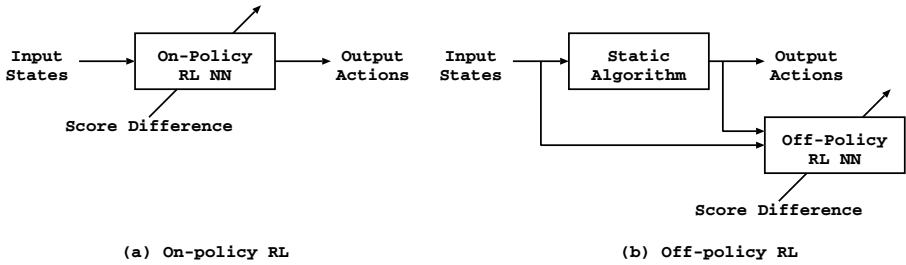 Input
States
On-Policy
RL NN
Output
Actions
Score Difference
(a) On-policy RL
Input
States
Static
Algorithm
Output
Actions
Off-Policy
RL NN
Score Difference
(b) Off-policy RL